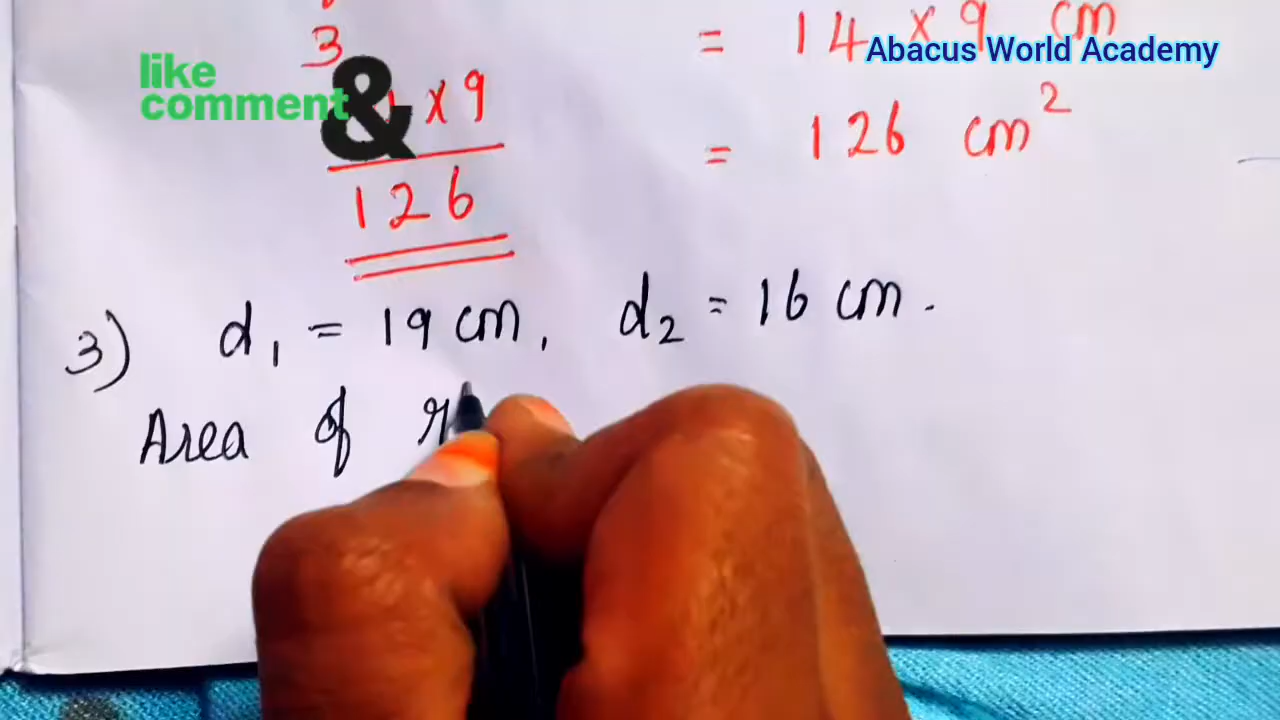 3
= 14 × 9 cm
Abacus World Academy
like
comment &
× 9
= 126 cm²
126
3) d₁ = 19 cm, d₂ = 16 cm.
Area of r